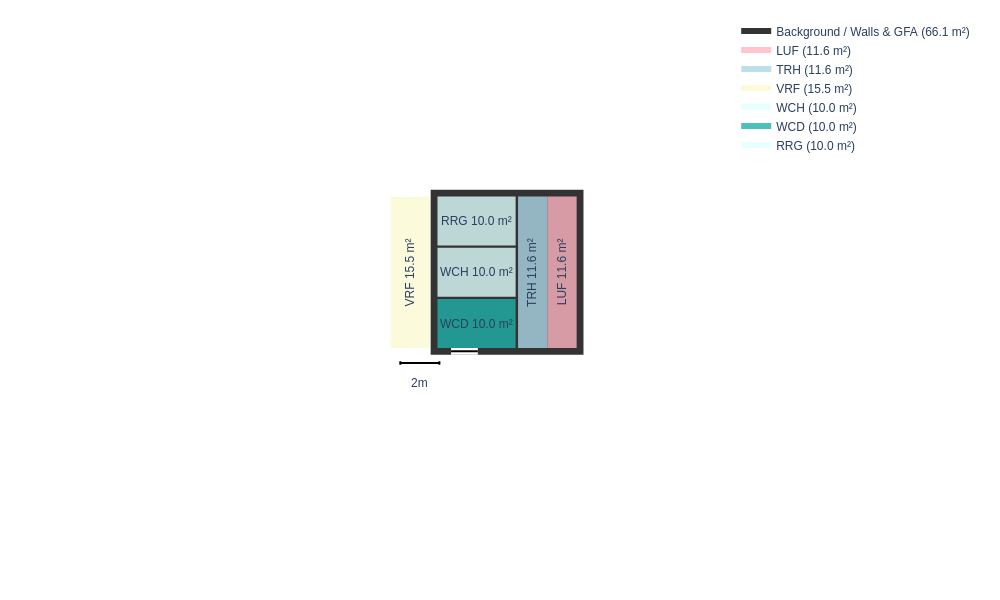 Background / Walls & GFA (66.1 m²)
LUF (11.6 m²)
TRH (11.6 m²)
VRF (15.5 m²)
WCH (10.0 m²)
WCD (10.0 m²)
RRG (10.0 m²)
RRG 10.0 m²
WCH 10.0 m²
WCD 10.0 m²
VRF 15.5 m²
TRH 11.6 m²
LUF 11.6 m²
2m